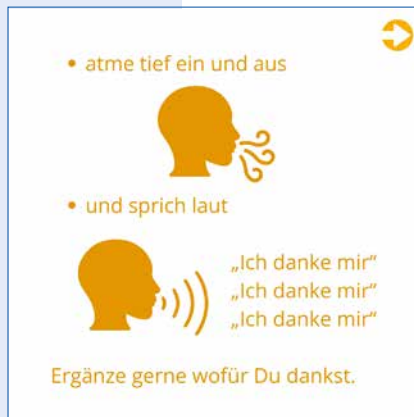 • atme tief ein und aus
• und sprich laut
„Ich danke mir“
„Ich danke mir“
„Ich danke mir“
Ergänze gerne wofür Du dankst.